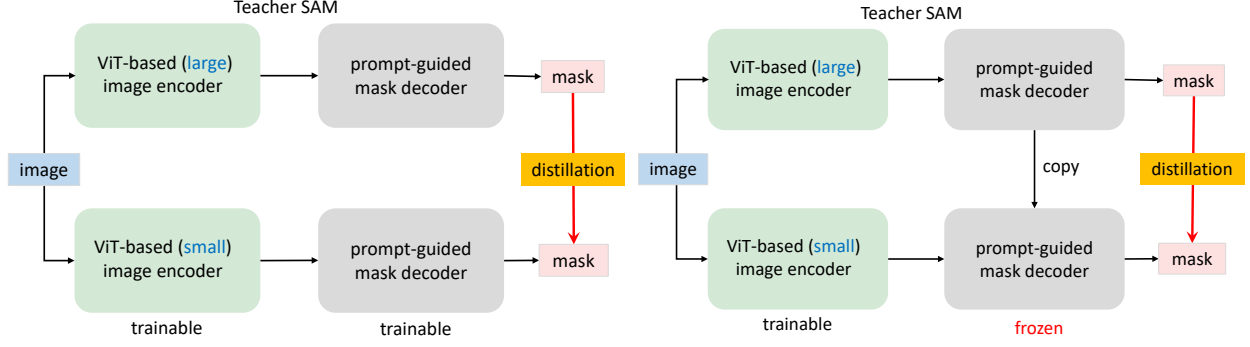 Teacher SAM
ViT-based (large)
image encoder
prompt-guided
mask decoder
mask
image
distillation
ViT-based (small)
image encoder
prompt-guided
mask decoder
mask
trainable
trainable
Teacher SAM
ViT-based (large)
image encoder
prompt-guided
mask decoder
mask
image
copy
distillation
ViT-based (small)
image encoder
prompt-guided
mask decoder
mask
trainable
frozen